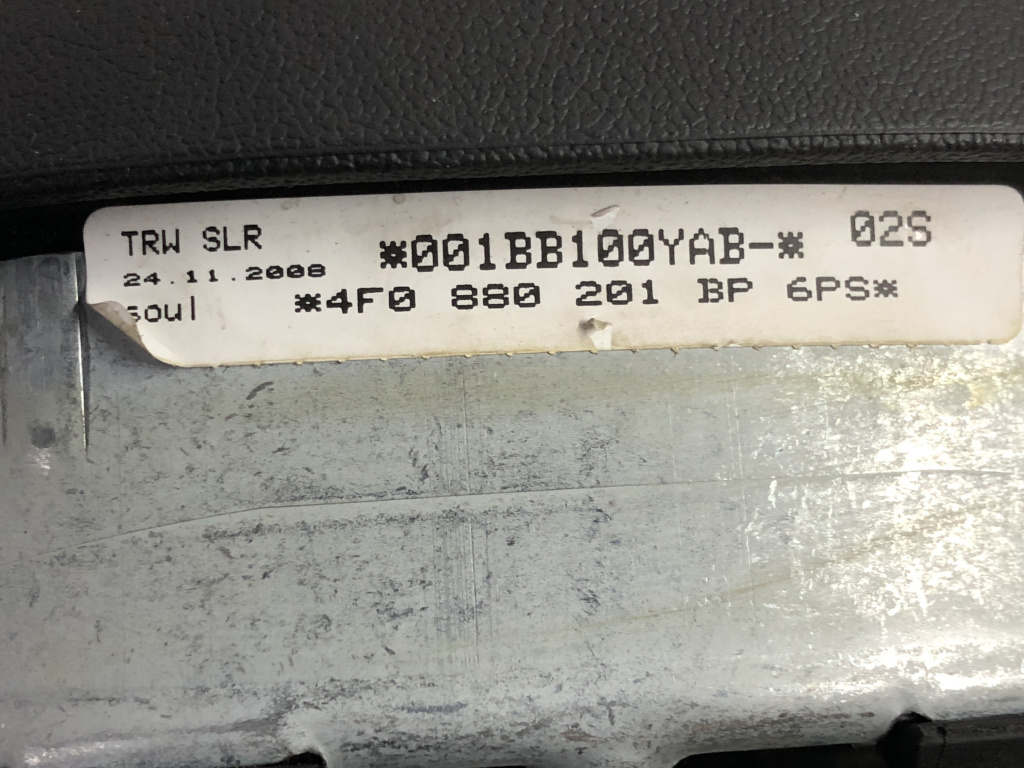 TRW SLR *001BB100YAB-* 02S
24.11.2008
soul *4F0 880 201 BP 6PS*